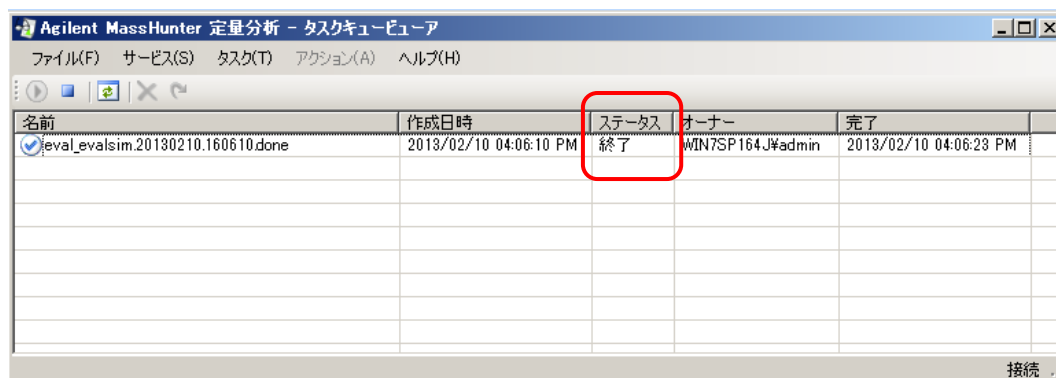 Agilent MassHunter 定量分析 - タスクキュービューア
ファイル(F) サービス(S) タスク(T) アクション(A) ヘルプ(H)
名前 作成日時 ステータス オーナー 完了
eval_evalsim.20130210.160610.done 2013/02/10 04:06:10 PM 終了 WIN7SP164J¥admin 2013/02/10 04:06:23 PM
接続